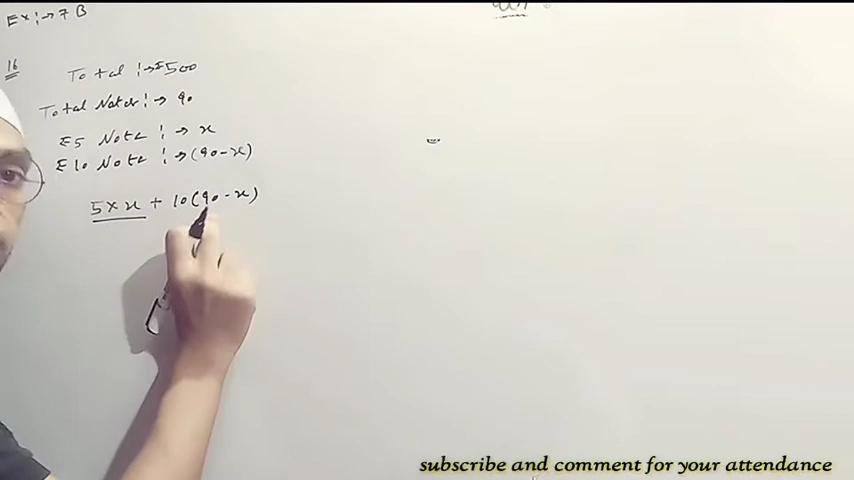 Ex :→ 7 B
16
Total :→ £500
Total Notes :→ 90
£5 Note :→ x
£10 Note :→ (90-x)
5×x + 10(90-x)
subscribe and comment for your attendance